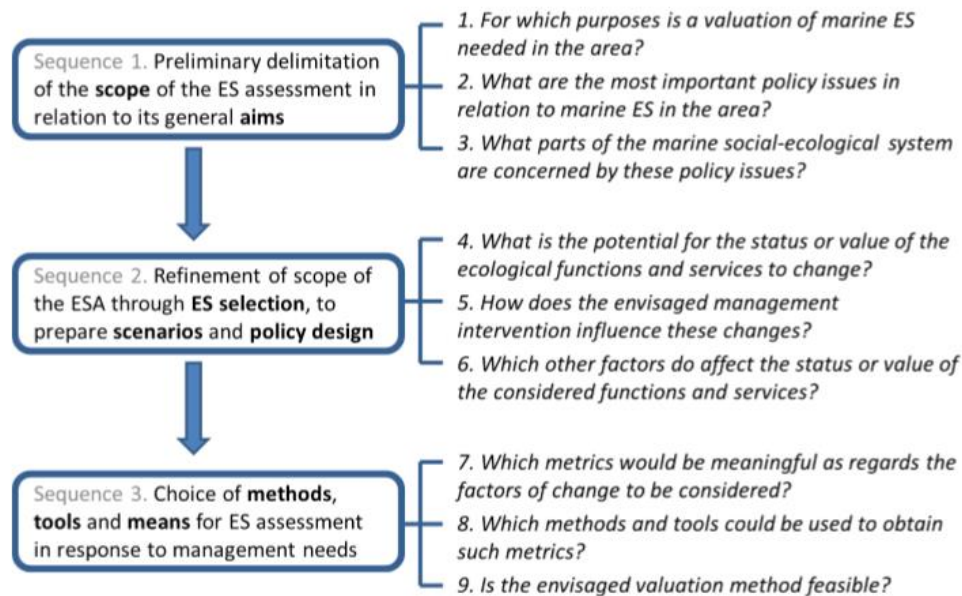 Sequence 1. Preliminary delimitation
of the scope of the ES assessment in
relation to its general aims
1. For which purposes is a valuation of marine ES
needed in the area?
2. What are the most important policy issues in
relation to marine ES in the area?
3. What parts of the marine social-ecological system
are concerned by these policy issues?
Sequence 2. Refinement of scope of
the ESA through ES selection, to
prepare scenarios and policy design
4. What is the potential for the status or value of the
ecological functions and services to change?
5. How does the envisaged management
intervention influence these changes?
6. Which other factors do affect the status or value of
the considered functions and services?
Sequence 3. Choice of methods,
tools and means for ES assessment
in response to management needs
7. Which metrics would be meaningful as regards the
factors of change to be considered?
8. Which methods and tools could be used to obtain
such metrics?
9. Is the envisaged valuation method feasible?